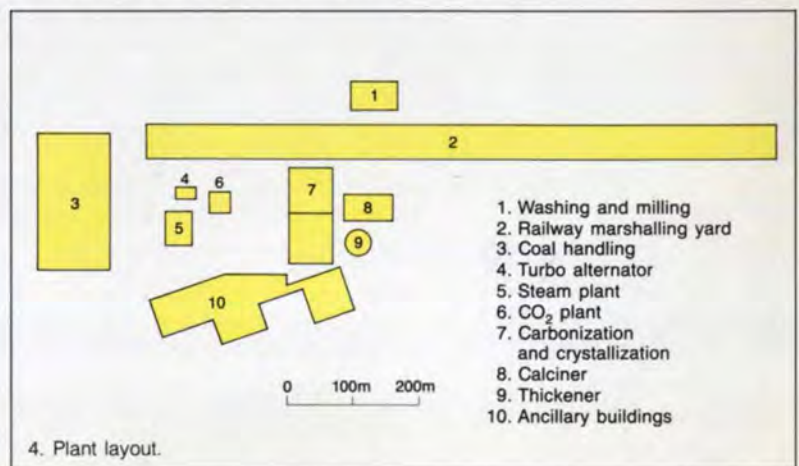 1
2
3
4
6
5
7
8
9
10
1. Washing and milling
2. Railway marshalling yard
3. Coal handling
4. Turbo alternator
5. Steam plant
6. CO₂ plant
7. Carbonization
and crystallization
8. Calciner
9. Thickener
10. Ancillary buildings
0 100m 200m
4. Plant layout.